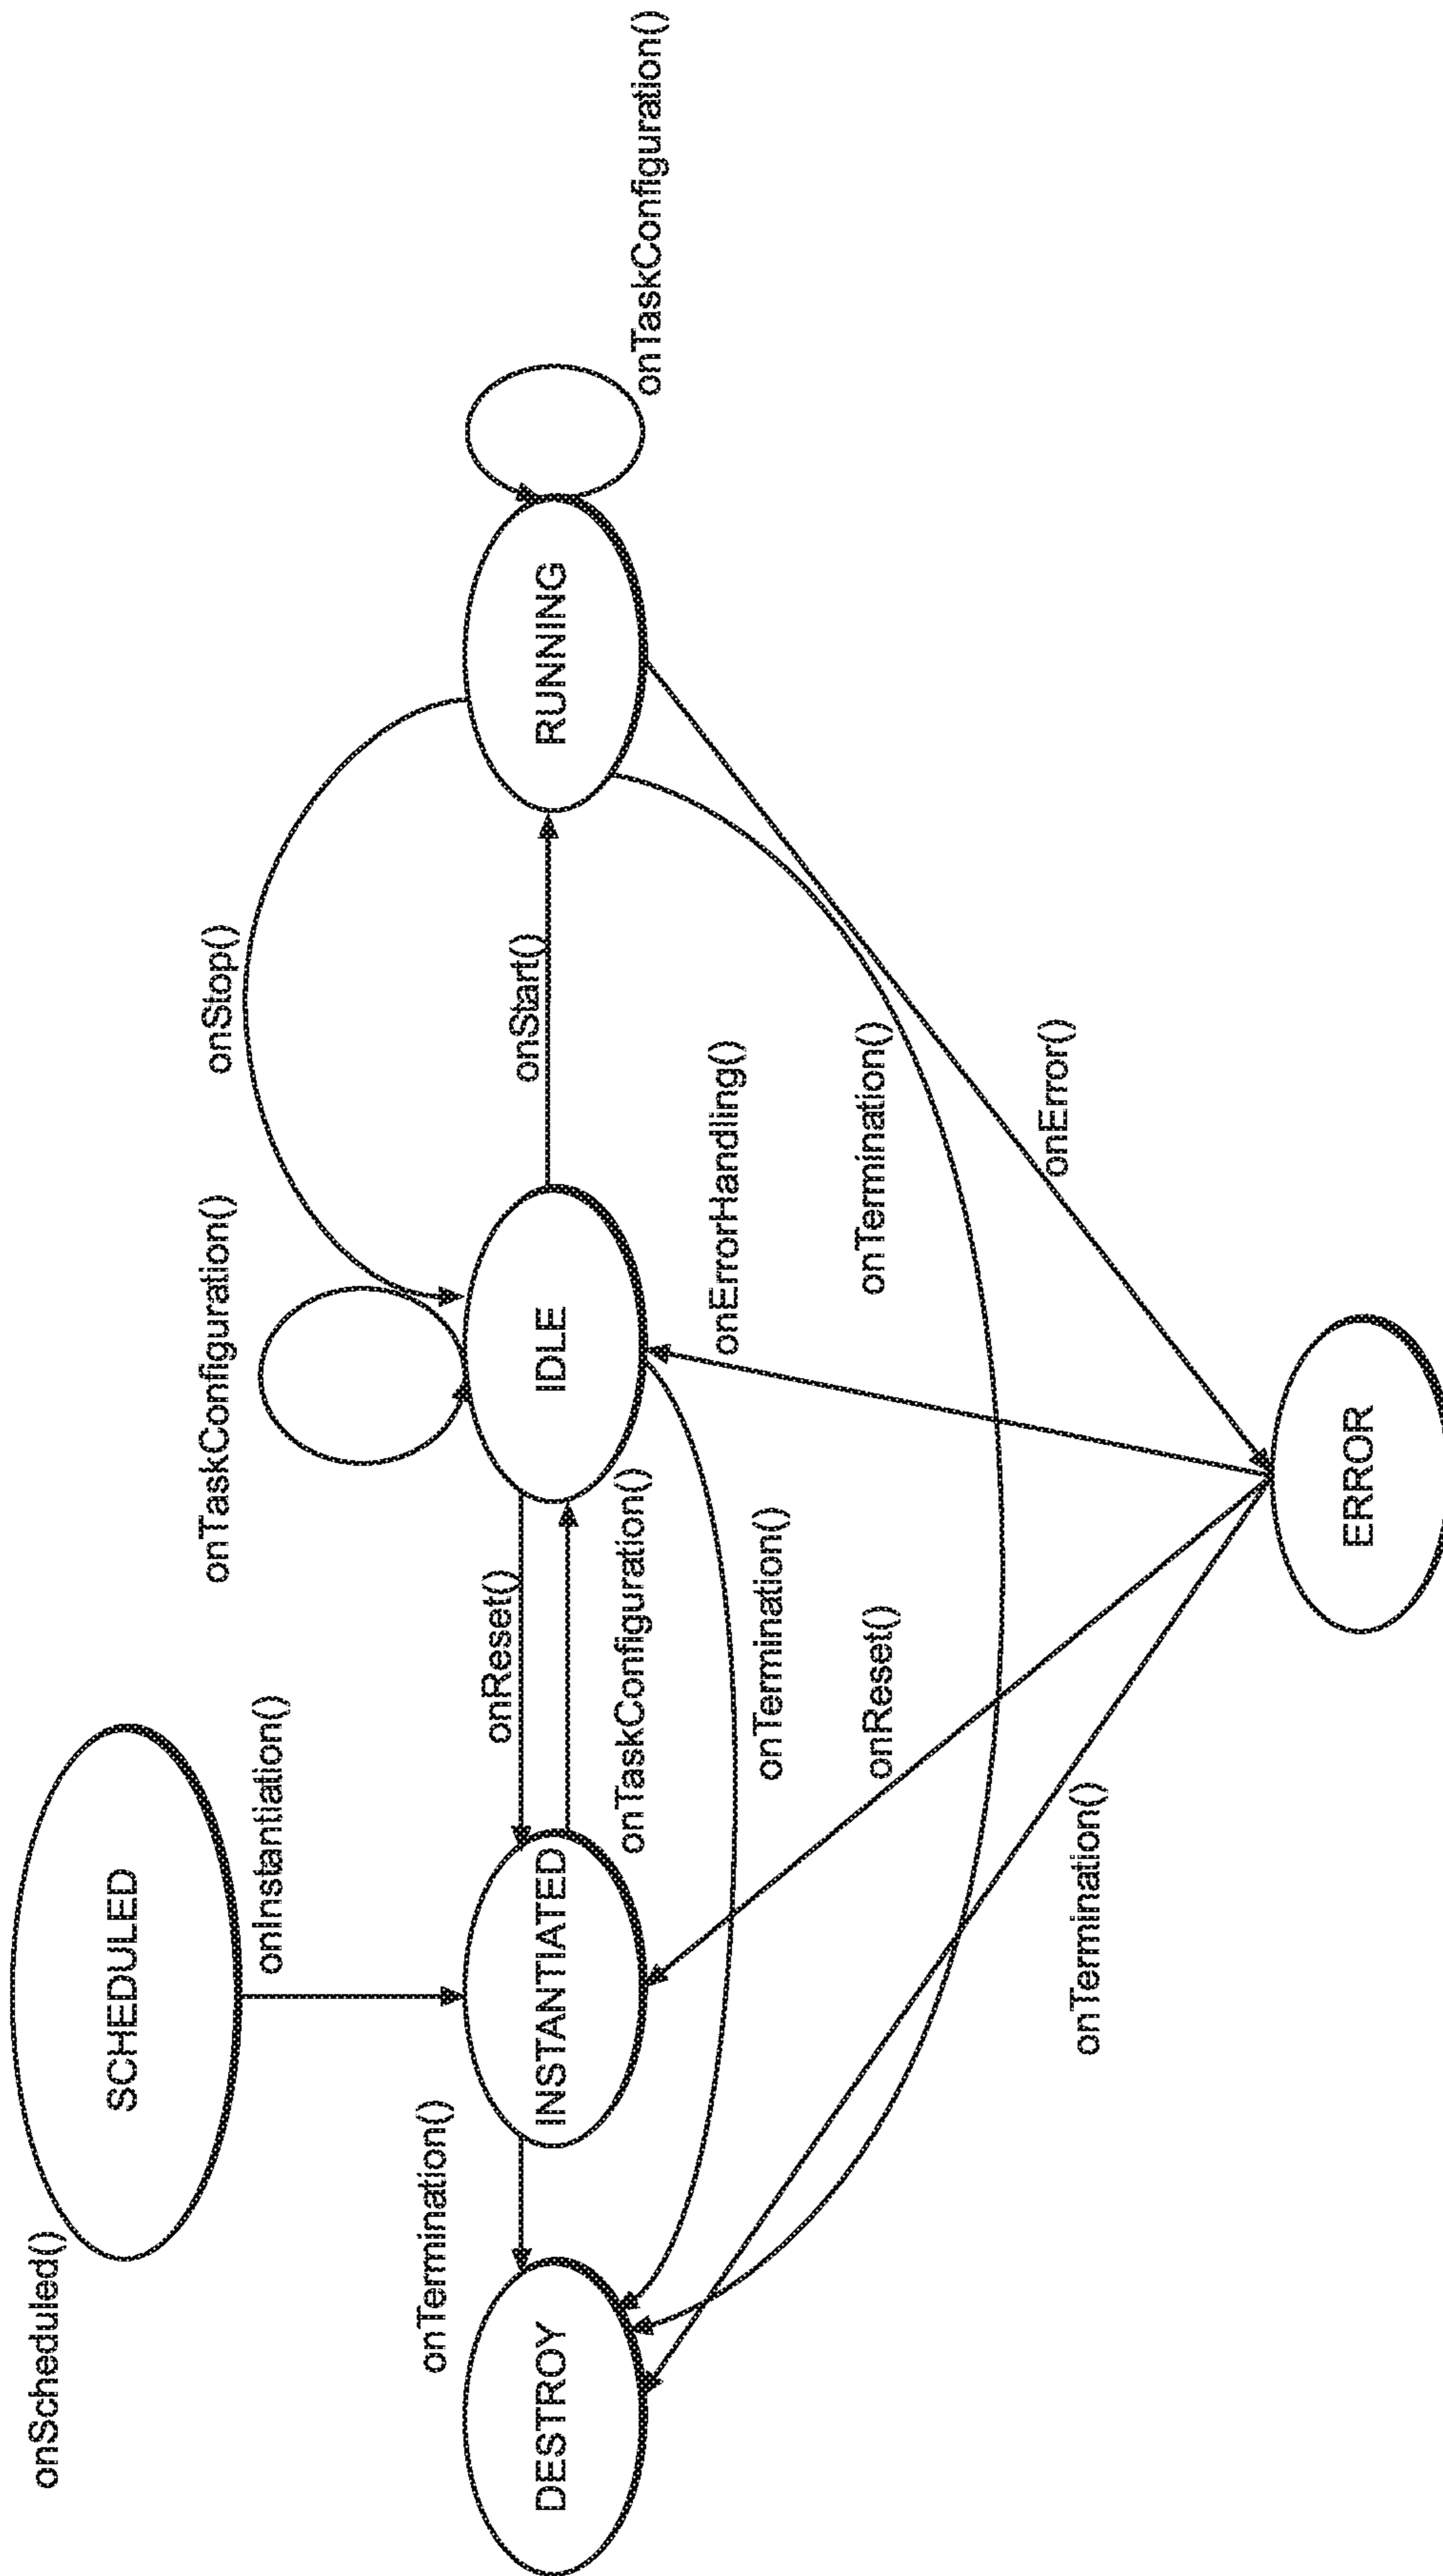 onScheduled()
SCHEDULED
onInstantiation()
onTaskConfiguration()
onStop()
onTermination()
onReset()
onStart()
DESTROY
INSTANTIATED
IDLE
RUNNING
onTaskConfiguration()
onTaskConfiguration()
onErrorHandling()
onTermination()
onReset()
onTermination()
onTermination()
onError()
ERROR